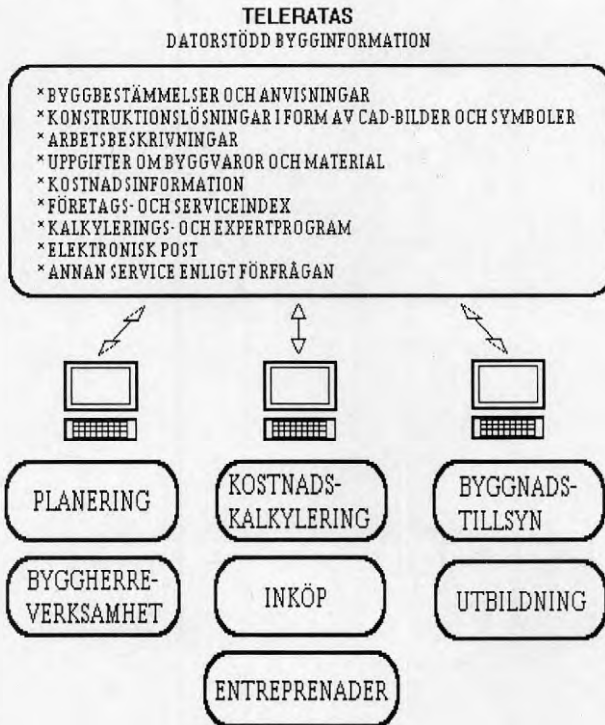 TELERATAS
DATORSTÖDD BYGGINFORMATION
*BYGGBESTÄMMELSER OCH ANVISNINGAR
*KONSTRUKTIONSLÖSNINGAR I FORM AV CAD-BILDER OCH SYMBOLER
*ARBETSBESKRIVNINGAR
*UPPGIFTER OM BYGGVAROR OCH MATERIAL
*KOSTNADSINFORMATION
*FÖRETAGS- OCH SERVICEINDEX
*KALKYLERINGS- OCH EXPERTPROGRAM
*ELEKTRONISK POST
*ANNAN SERVICE ENLIGT FÖRFRÅGAN
PLANERING
KOSTNADS-
KALKYLERING
BYGGNADS-
TILLSYN
BYGGHERRE-
VERKSAMHET
INKÖP
UTBILDNING
ENTREPRENADER